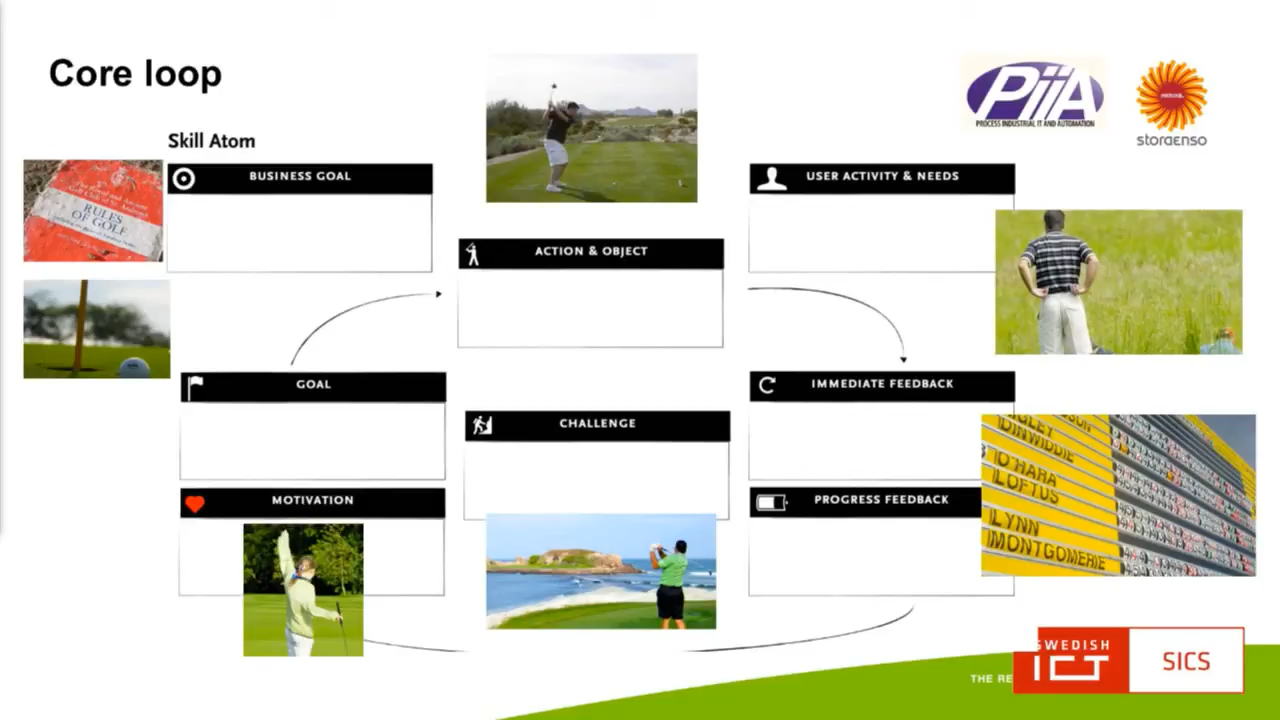 Core loop
PiiA
PROCESS INDUSTRIAL IT AND AUTOMATION
storaenso
Skill Atom
BUSINESS GOAL
USER ACTIVITY & NEEDS
RULES
OF GOLF
ACTION & OBJECT
GOAL
IMMEDIATE FEEDBACK
CHALLENGE
MOTIVATION
PROGRESS FEEDBACK
DINWIDDIE
O'HARA
LOFTUS
LYNN
MONTGOMERIE
SWEDISH
ICT
SICS
THE RE